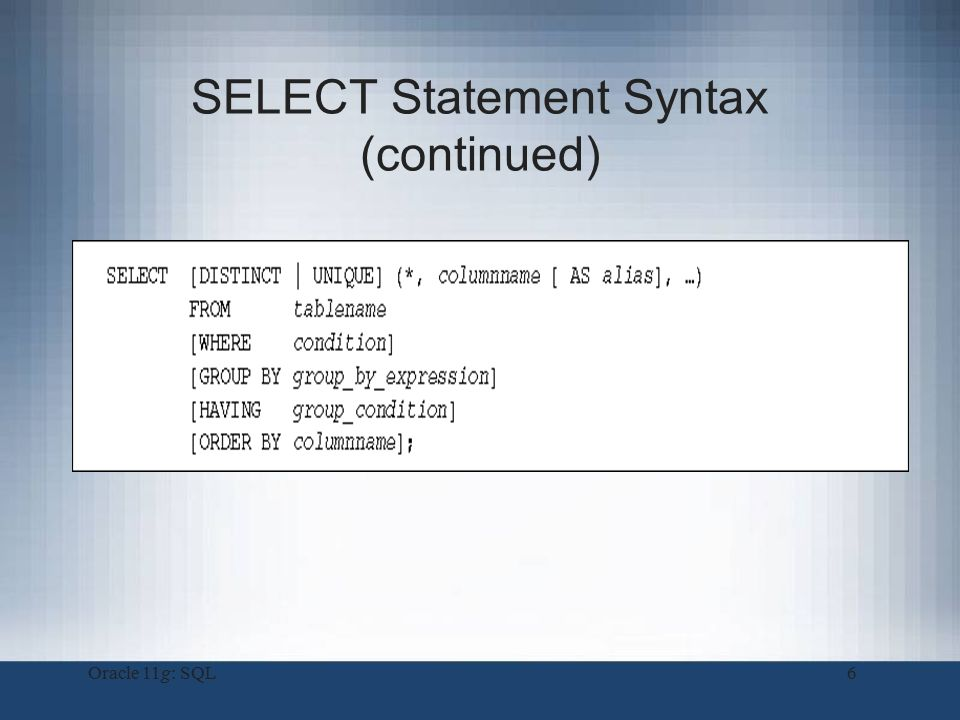 SELECT Statement Syntax
(continued)
SELECT [DISTINCT | UNIQUE] (*, columnname [ AS alias], …)
FROM tablename
[WHERE condition]
[GROUP BY group_by_expression]
[HAVING group_condition]
[ORDER BY columnname];
Oracle 11g: SQL 6